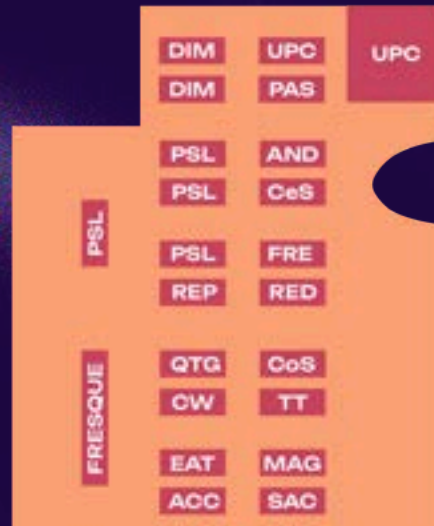 DIM UPC UPC
DIM PAS
PSL AND
PSL CeS
PSL
PSL FRE
REP RED
QTG CoS
CW TT
FRESQUE
EAT MAG
ACC SAC